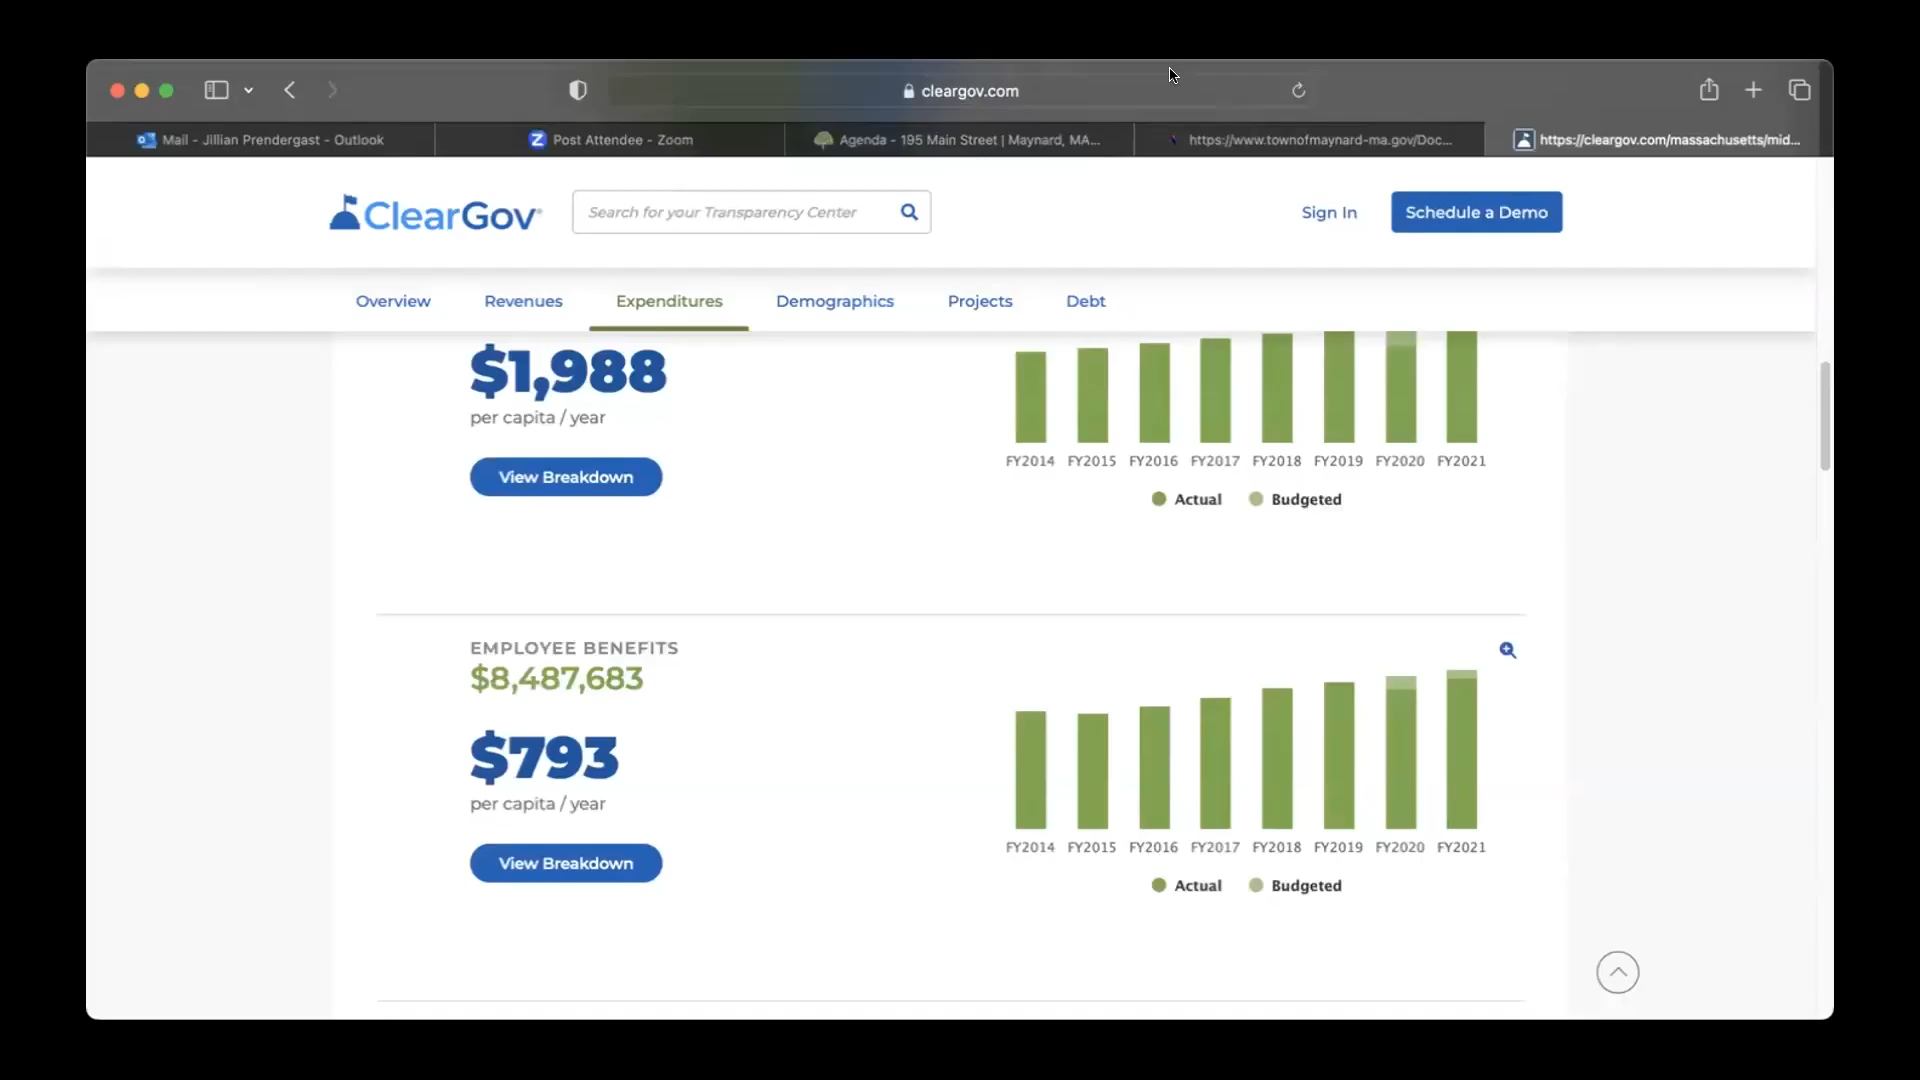 cleargov.com
Mail - Jillian Prendergast - Outlook
Post Attendee - Zoom
Agenda - 195 Main Street | Maynard, MA...
https://www.townofmaynard-ma.gov/Doc...
https://cleargov.com/massachusetts/mid...
ClearGov
Search for your Transparency Center
Sign In
Schedule a Demo
Overview
Revenues
Expenditures
Demographics
Projects
Debt
$1,988
per capita / year
View Breakdown
FY2014 FY2015 FY2016 FY2017 FY2018 FY2019 FY2020 FY2021
Actual Budgeted
EMPLOYEE BENEFITS
$8,487,683
$793
per capita / year
View Breakdown
FY2014 FY2015 FY2016 FY2017 FY2018 FY2019 FY2020 FY2021
Actual Budgeted